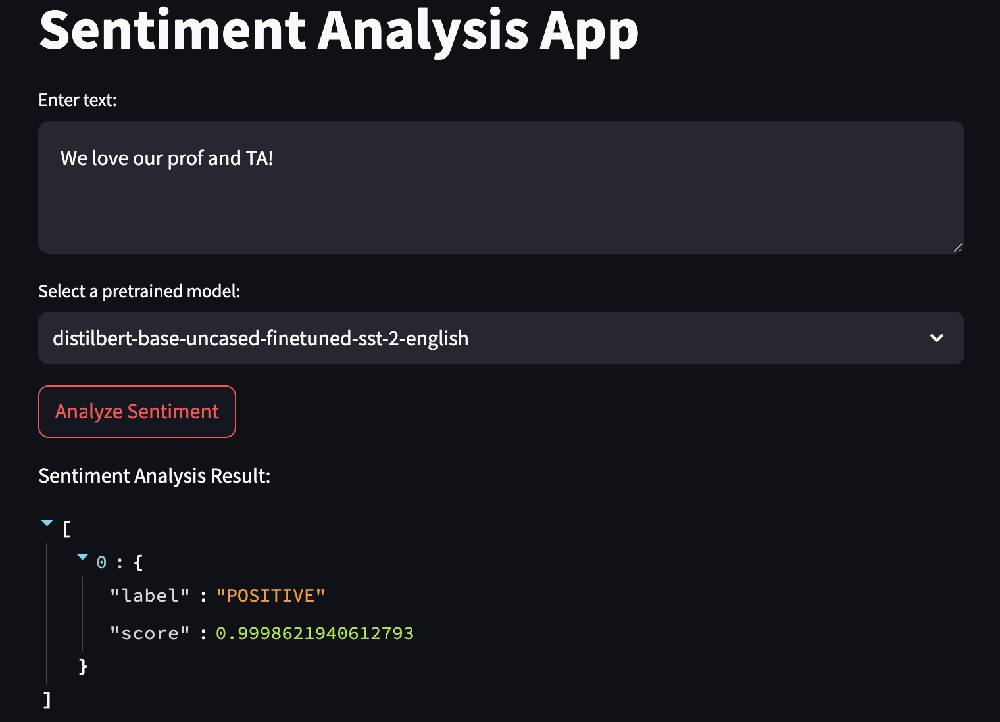 Sentiment Analysis App
Enter text:
We love our prof and TA!
Select a pretrained model:
distilbert-base-uncased-finetuned-sst-2-english
Analyze Sentiment
Sentiment Analysis Result:
[
0 : {
"label" : "POSITIVE"
"score" : 0.9998621940612793
}
]